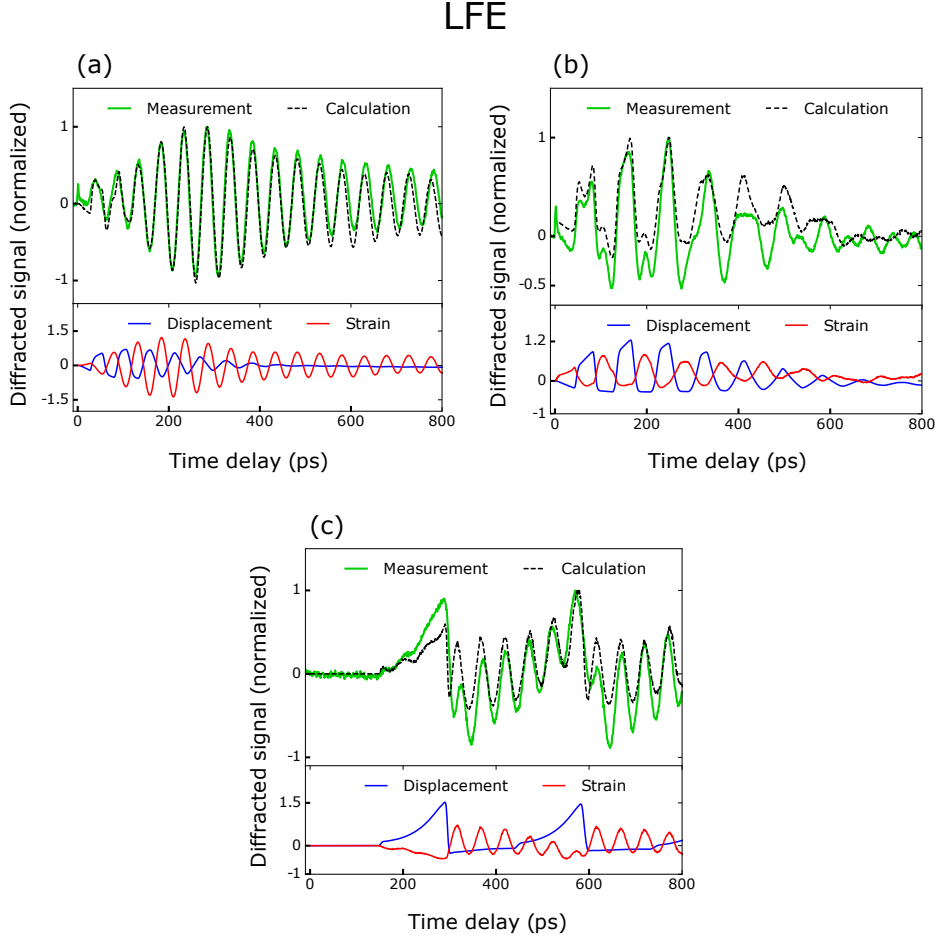 LFE
(a)
Measurement
Calculation
1
0
-1
Diffracted signal (normalized)
Displacement
Strain
1.5
0
-1.5
0
200
400
600
800
Time delay (ps)
(b)
Measurement
Calculation
1
0
-0.5
Diffracted signal (normalized)
Displacement
Strain
1.2
0
-1
0
200
400
600
800
Time delay (ps)
(c)
Measurement
Calculation
1
0
-1
Diffracted signal (normalized)
Displacement
Strain
1.5
0
-1
0
200
400
600
800
Time delay (ps)